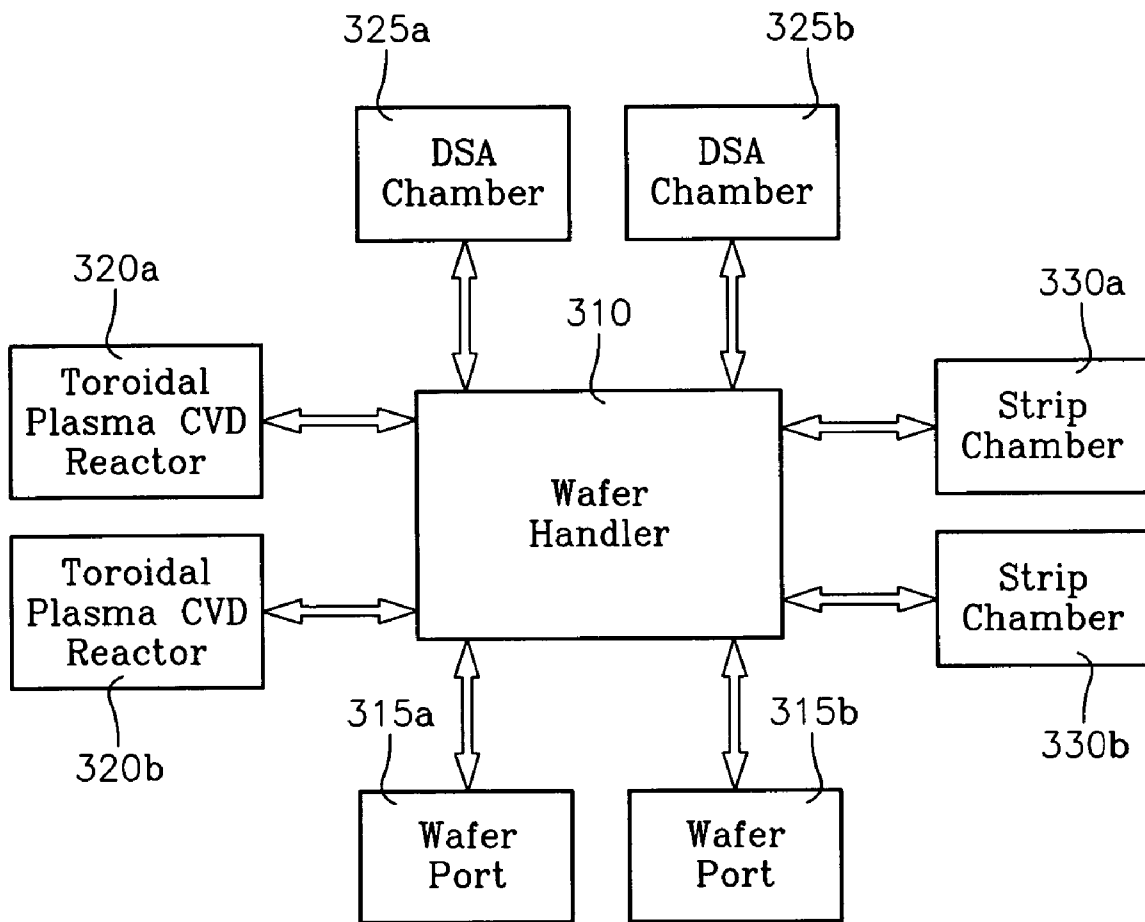 325a
325b
DSA
Chamber
DSA
Chamber
320a
310
330a
Toroidal
Plasma CVD
Reactor
Strip
Chamber
Wafer
Handler
Toroidal
Plasma CVD
Reactor
Strip
Chamber
315a
315b
320b
330b
Wafer
Port
Wafer
Port